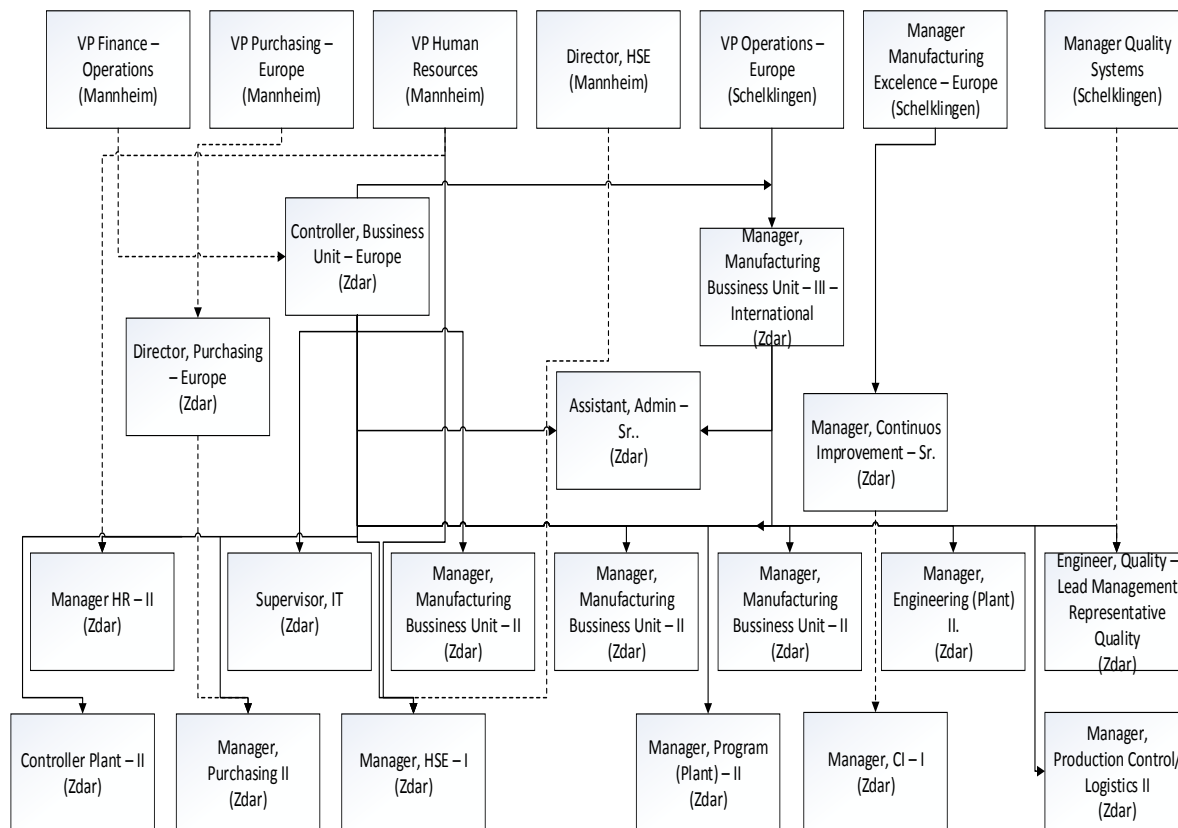 VP Finance –
Operations
(Mannheim)
VP Purchasing –
Europe
(Mannheim)
VP Human
Resources
(Mannheim)
Director, HSE
(Mannheim)
VP Operations –
Europe
(Schelklingen)
Manager
Manufacturing
Excelence – Europe
(Schelklingen)
Manager Quality
Systems
(Schelklingen)
Controller, Bussiness
Unit – Europe
(Zdar)
Manager,
Manufacturing
Bussiness Unit – III –
International
(Zdar)
Director, Purchasing
– Europe
(Zdar)
Assistant, Admin –
Sr..
(Zdar)
Manager, Continuos
Improvement – Sr.
(Zdar)
Manager HR – II
(Zdar)
Supervisor, IT
(Zdar)
Manager,
Manufacturing
Bussiness Unit – II
(Zdar)
Manager,
Manufacturing
Bussiness Unit – II
(Zdar)
Manager,
Manufacturing
Bussiness Unit – II
(Zdar)
Manager,
Engineering (Plant)
II.
(Zdar)
Engineer, Quality –
Lead Management
Representative
Quality
(Zdar)
Controller Plant – II
(Zdar)
Manager,
Purchasing II
(Zdar)
Manager, HSE – I
(Zdar)
Manager, Program
(Plant) – II
(Zdar)
Manager, CI – I
(Zdar)
Manager,
Production Control/
Logistics II
(Zdar)